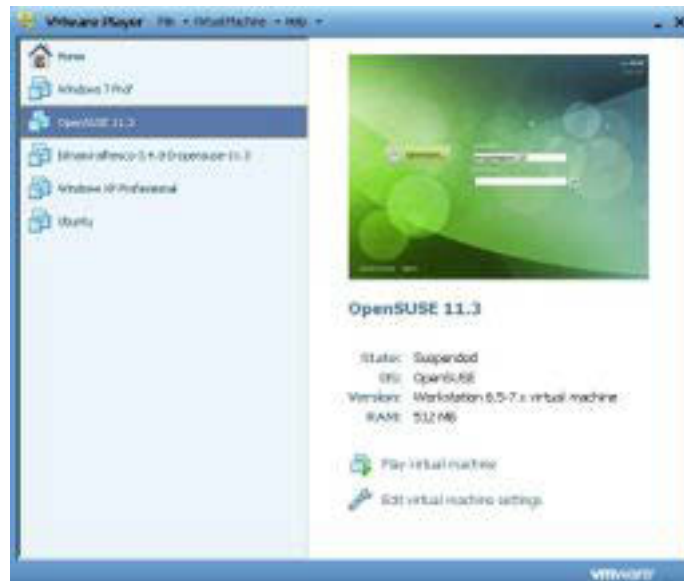 VMware Player File Virtual Machine Help
Home
Windows 7 Prof
OpenSUSE 11.3
Windows XP Professional
Ubuntu
OpenSUSE 11.3
State: Suspended
OS: OpenSUSE
Version: Workstation 6.5-7.x virtual machine
RAM: 512 MB
Play virtual machine
Edit virtual machine settings
vmware